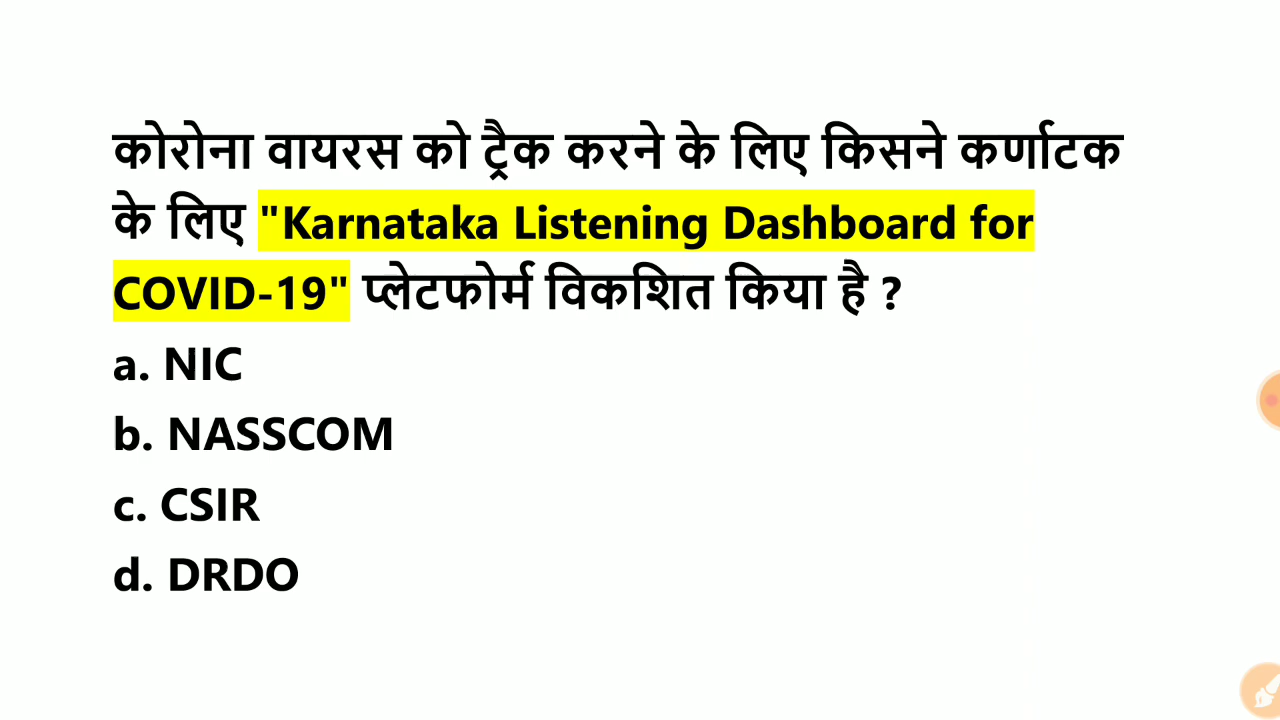 कोरोना वायरस को ट्रैक करने के लिए किसने कर्णाटक
के लिए "Karnataka Listening Dashboard for
COVID-19" प्लेटफोर्म विकशित किया है ?
a. NIC
b. NASSCOM
c. CSIR
d. DRDO